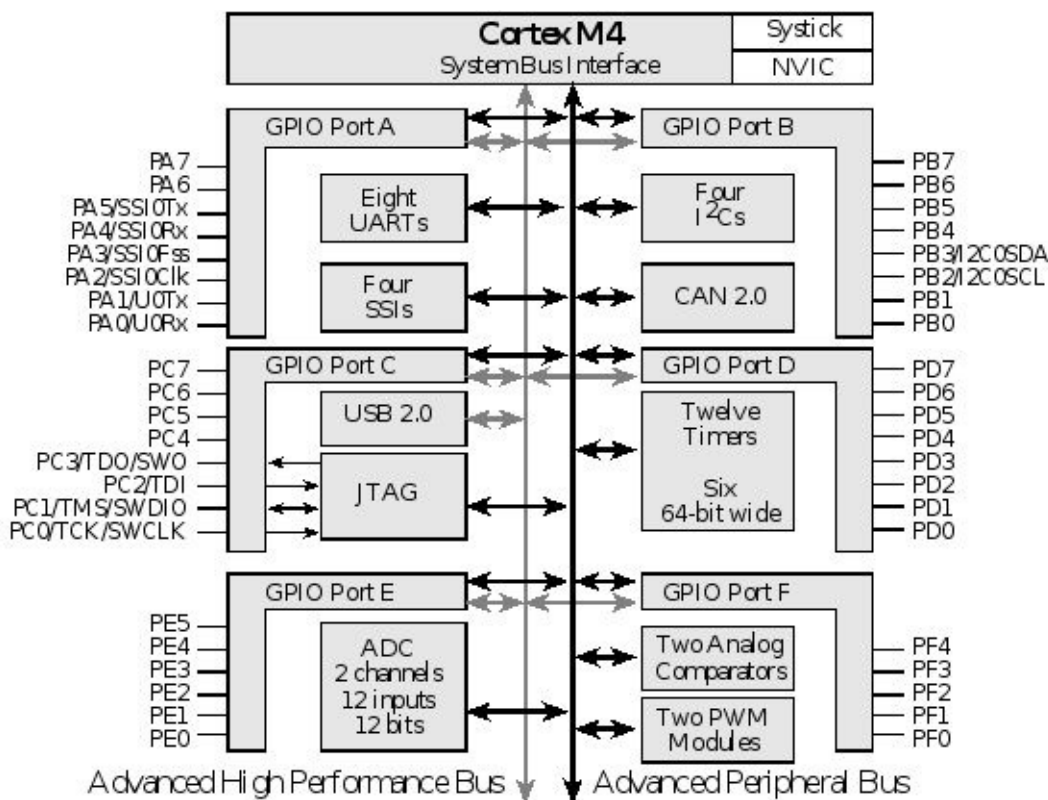 Cortex M4
System Bus Interface
Systick
NVIC
GPIO Port A
PA7
PA6
PA5/SSI0Tx
PA4/SSI0Rx
PA3/SSI0Fss
PA2/SSI0Clk
PA1/U0Tx
PA0/U0Rx
Eight
UARTs
Four
SSIs
GPIO Port B
Four
I2Cs
CAN 2.0
PB7
PB6
PB5
PB4
PB3/I2C0SDA
PB2/I2C0SCL
PB1
PB0
GPIO Port C
PC7
PC6
PC5
PC4
PC3/TDO/SWO
PC2/TDI
PC1/TMS/SWDIO
PC0/TCK/SWCLK
USB 2.0
JTAG
GPIO Port D
Twelve
Timers
Six
64-bit wide
PD7
PD6
PD5
PD4
PD3
PD2
PD1
PD0
GPIO Port E
PE5
PE4
PE3
PE2
PE1
PE0
ADC
2 channels
12 inputs
12 bits
GPIO Port F
Two Analog
Comparators
Two PWM
Modules
PF4
PF3
PF2
PF1
PF0
Advanced High Performance Bus
Advanced Peripheral Bus